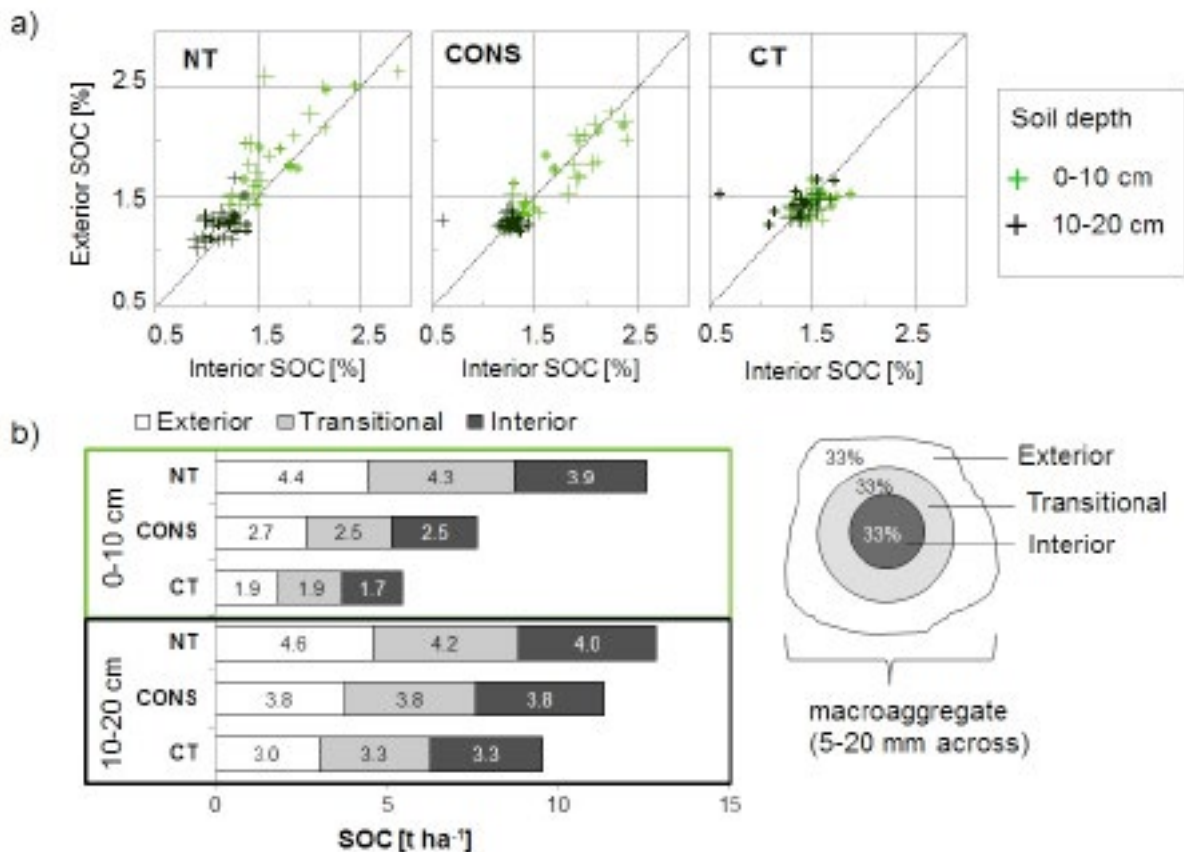 a)
NT
CONS
CT
Exterior SOC [%]
2.5
1.5
0.5
0.5 1.5 2.5
0.5 1.5 2.5
0.5 1.5 2.5
Interior SOC [%]
Interior SOC [%]
Interior SOC [%]
Soil depth
0-10 cm
10-20 cm
b)
Exterior Transitional Interior
0-10 cm
NT 4.4 4.3 3.9
CONS 2.7 2.5 2.5
CT 1.9 1.9 1.7
10-20 cm
NT 4.6 4.2 4.0
CONS 3.8 3.8 3.8
CT 3.0 3.3 3.3
0 5 10 15
SOC [t ha⁻¹]
33%
33%
33%
Exterior
Transitional
Interior
macroaggregate
(5-20 mm across)